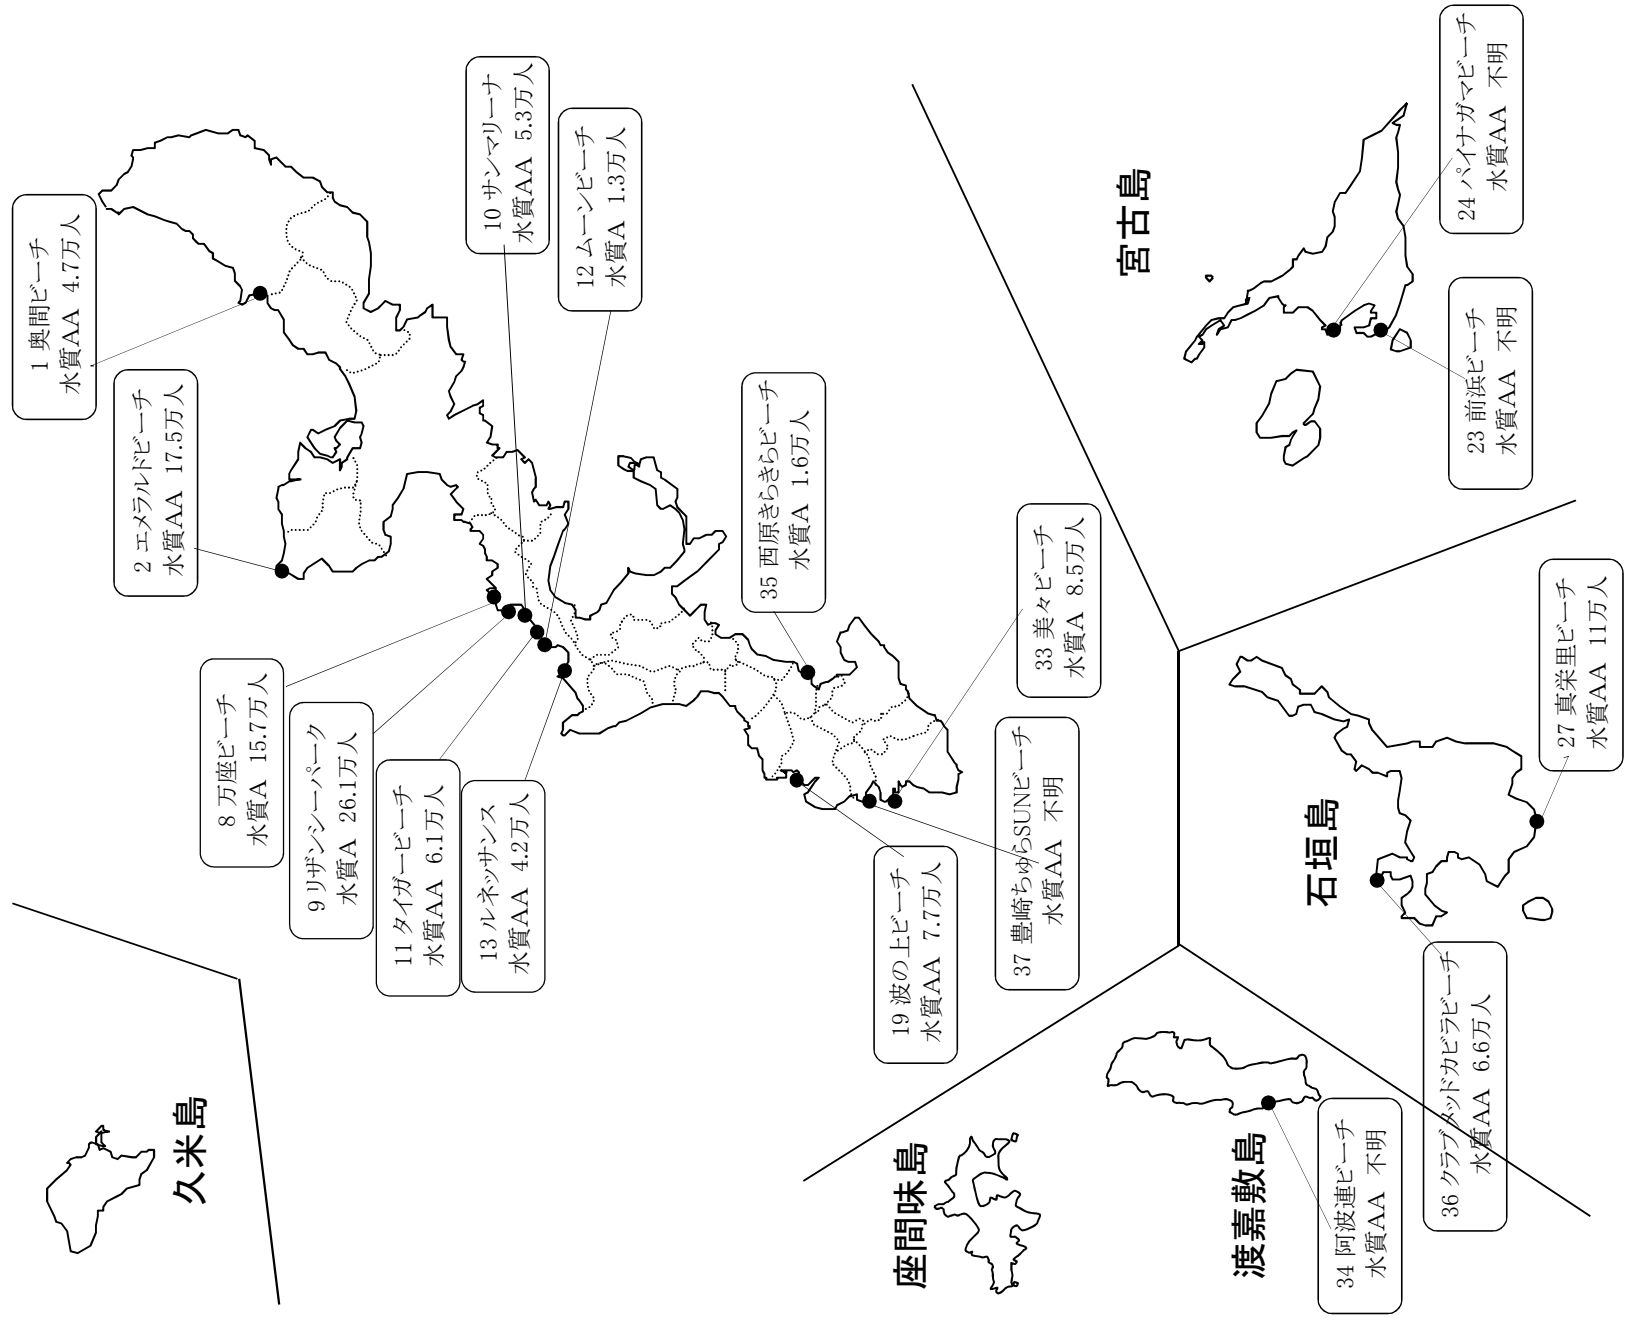 久米島
1 奥間ビーチ
水質AA 4.7万人
2 エメラルドビーチ
水質AA 17.5万人
8 万座ビーチ
水質A 15.7万人
9 リザンシーパーク
水質A 26.1万人
11 タイガービーチ
水質AA 6.1万人
13 ルネッサンス
水質AA 4.2万人
10 サンマリーナ
水質AA 5.3万人
12 ムーンビーチ
水質A 1.3万人
35 西原きらきらビーチ
水質A 1.6万人
19 波の上ビーチ
水質AA 7.7万人
37 豊崎ちゅらSUNビーチ
水質AA 不明
33 美々ビーチ
水質A 8.5万人
座間味島
渡嘉敷島
34 阿波連ビーチ
水質AA 不明
石垣島
36 クラブメッドカビラビーチ
水質AA 6.6万人
27 真栄里ビーチ
水質AA 11万人
宮古島
23 前浜ビーチ
水質AA 不明
24 パイナガマビーチ
水質AA 不明